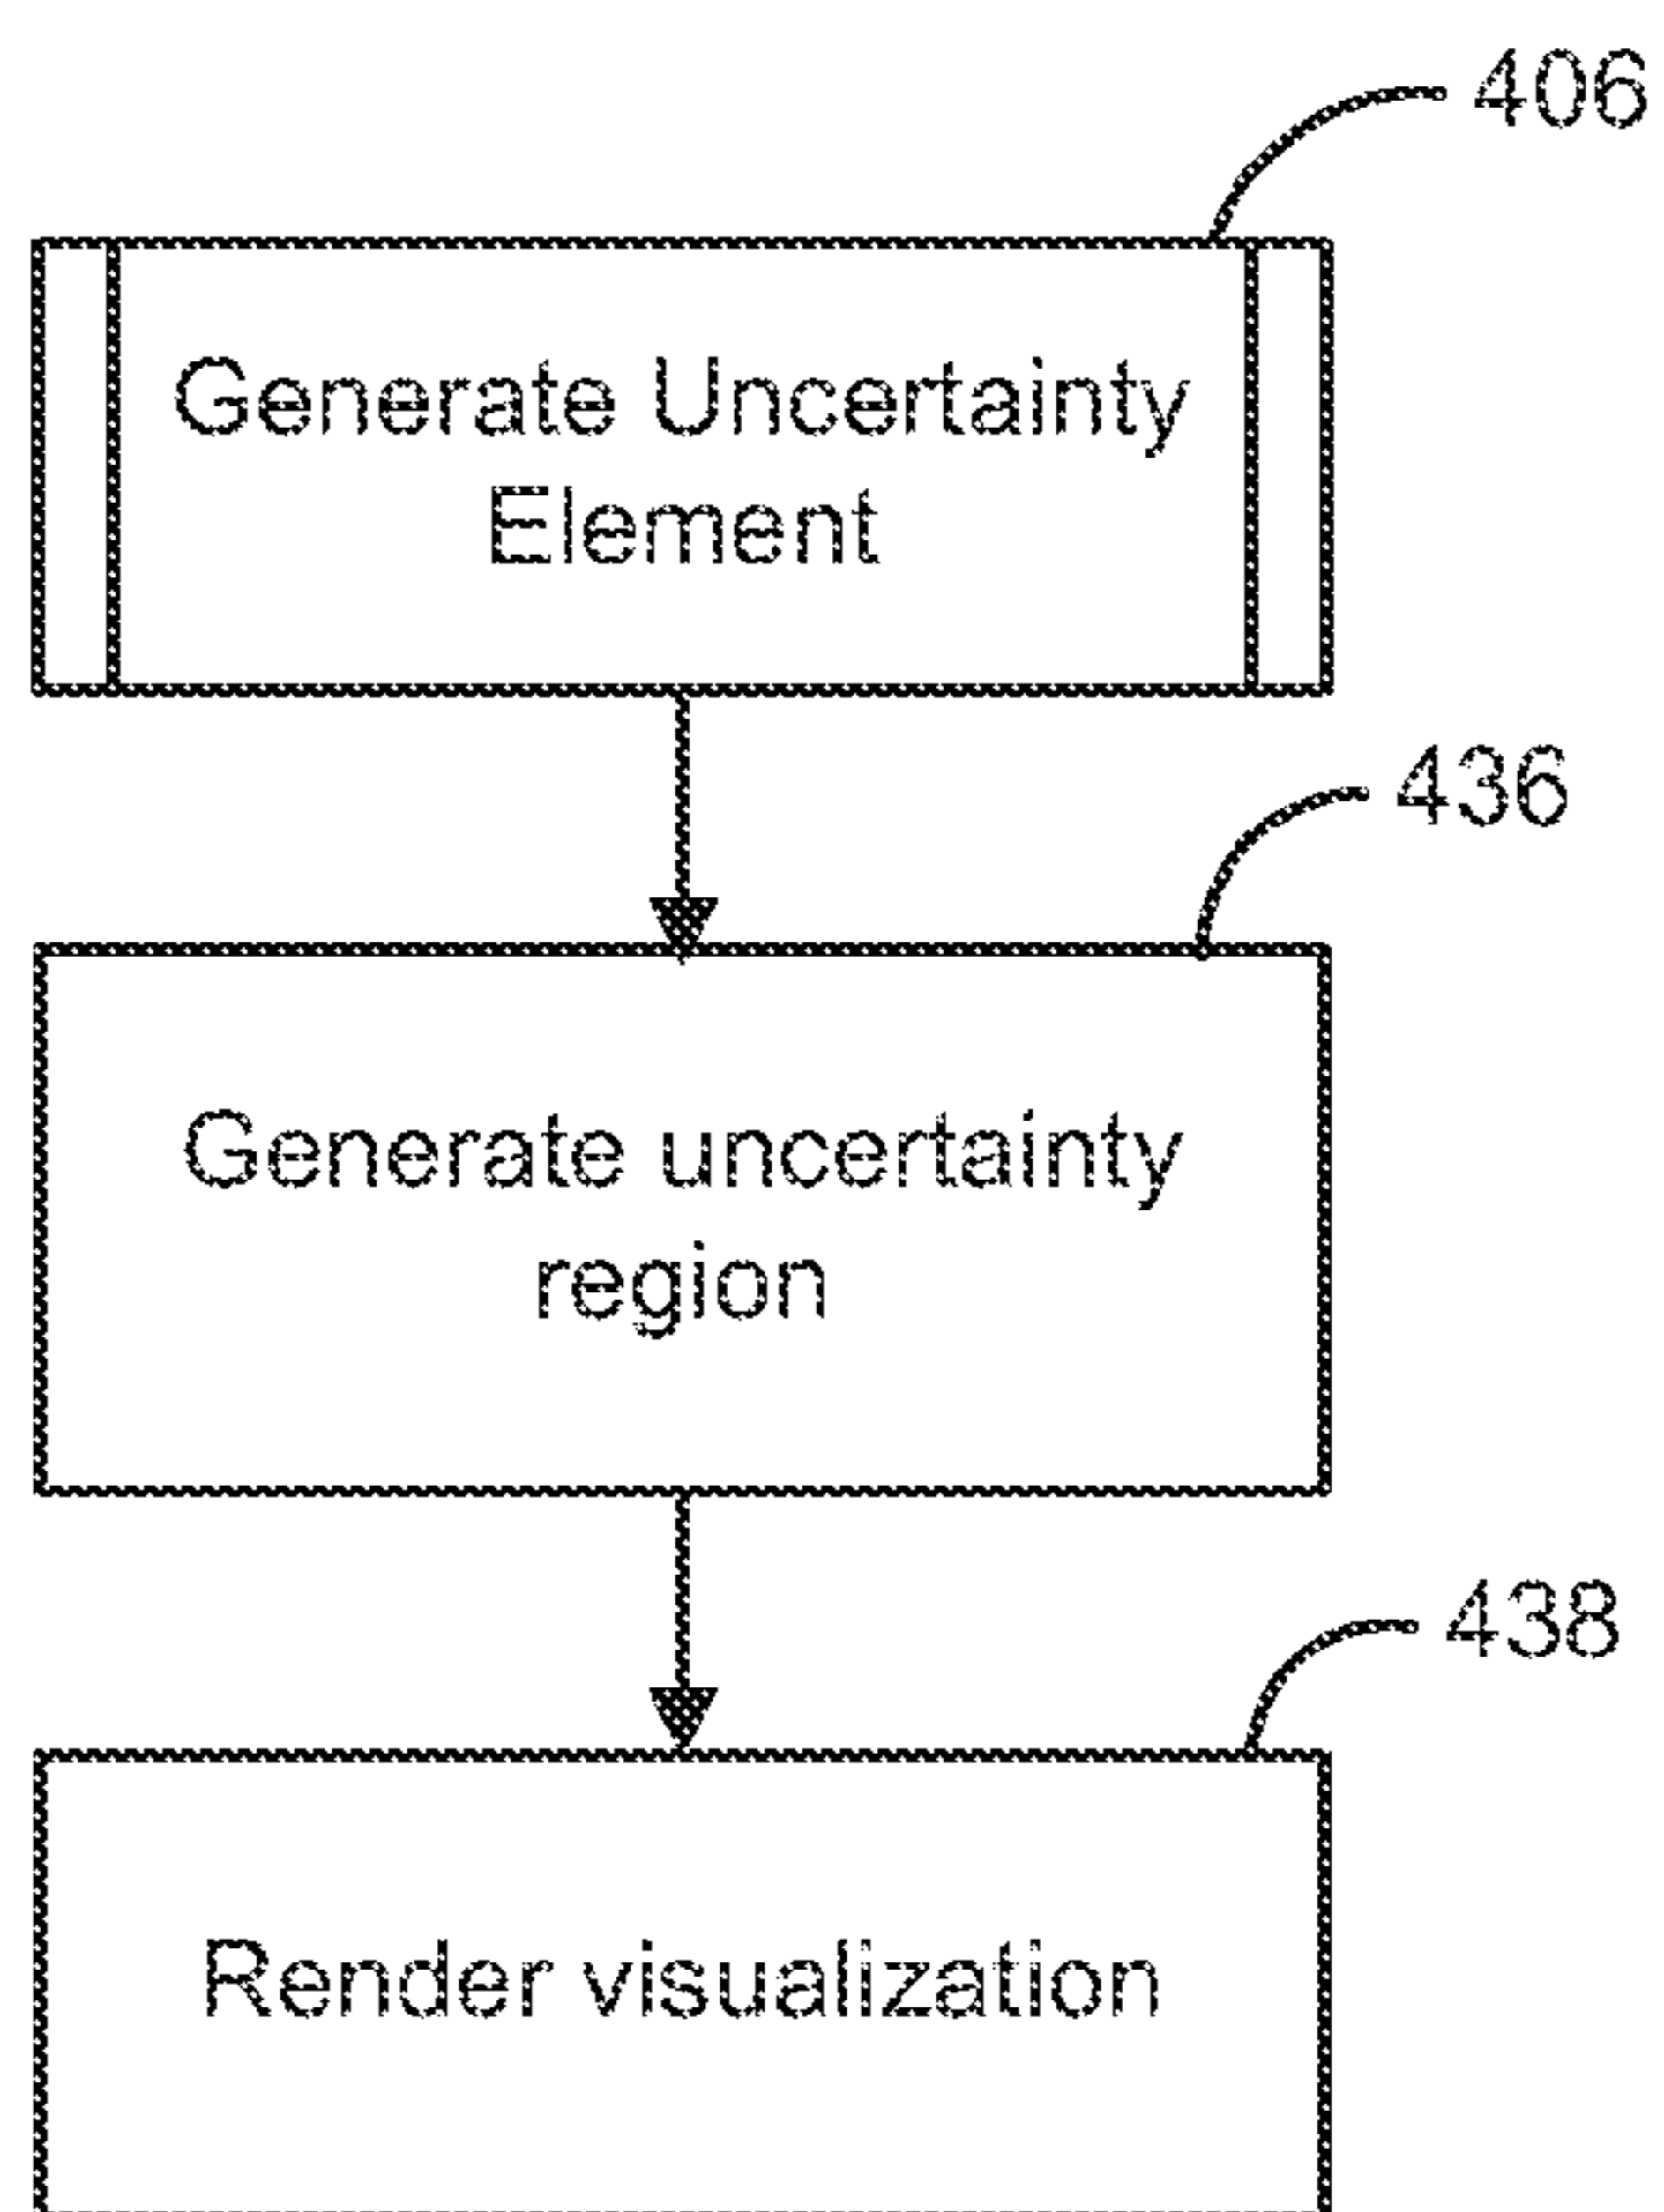 406
Generate Uncertainty
Element
436
Generate uncertainty
region
438
Render visualization